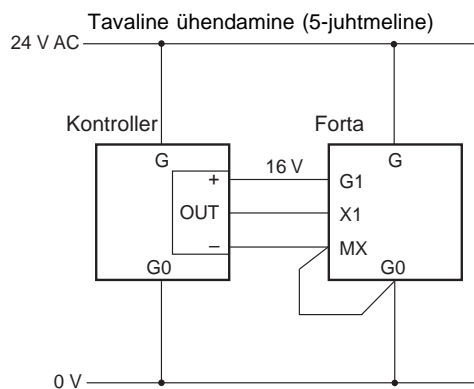 Tavaline ühendamine (5-juhtmeline)
24 V AC
Kontroller
Forta
G
G
+
16 V
G1
OUT
X1
–
MX
G0
G0
0 V